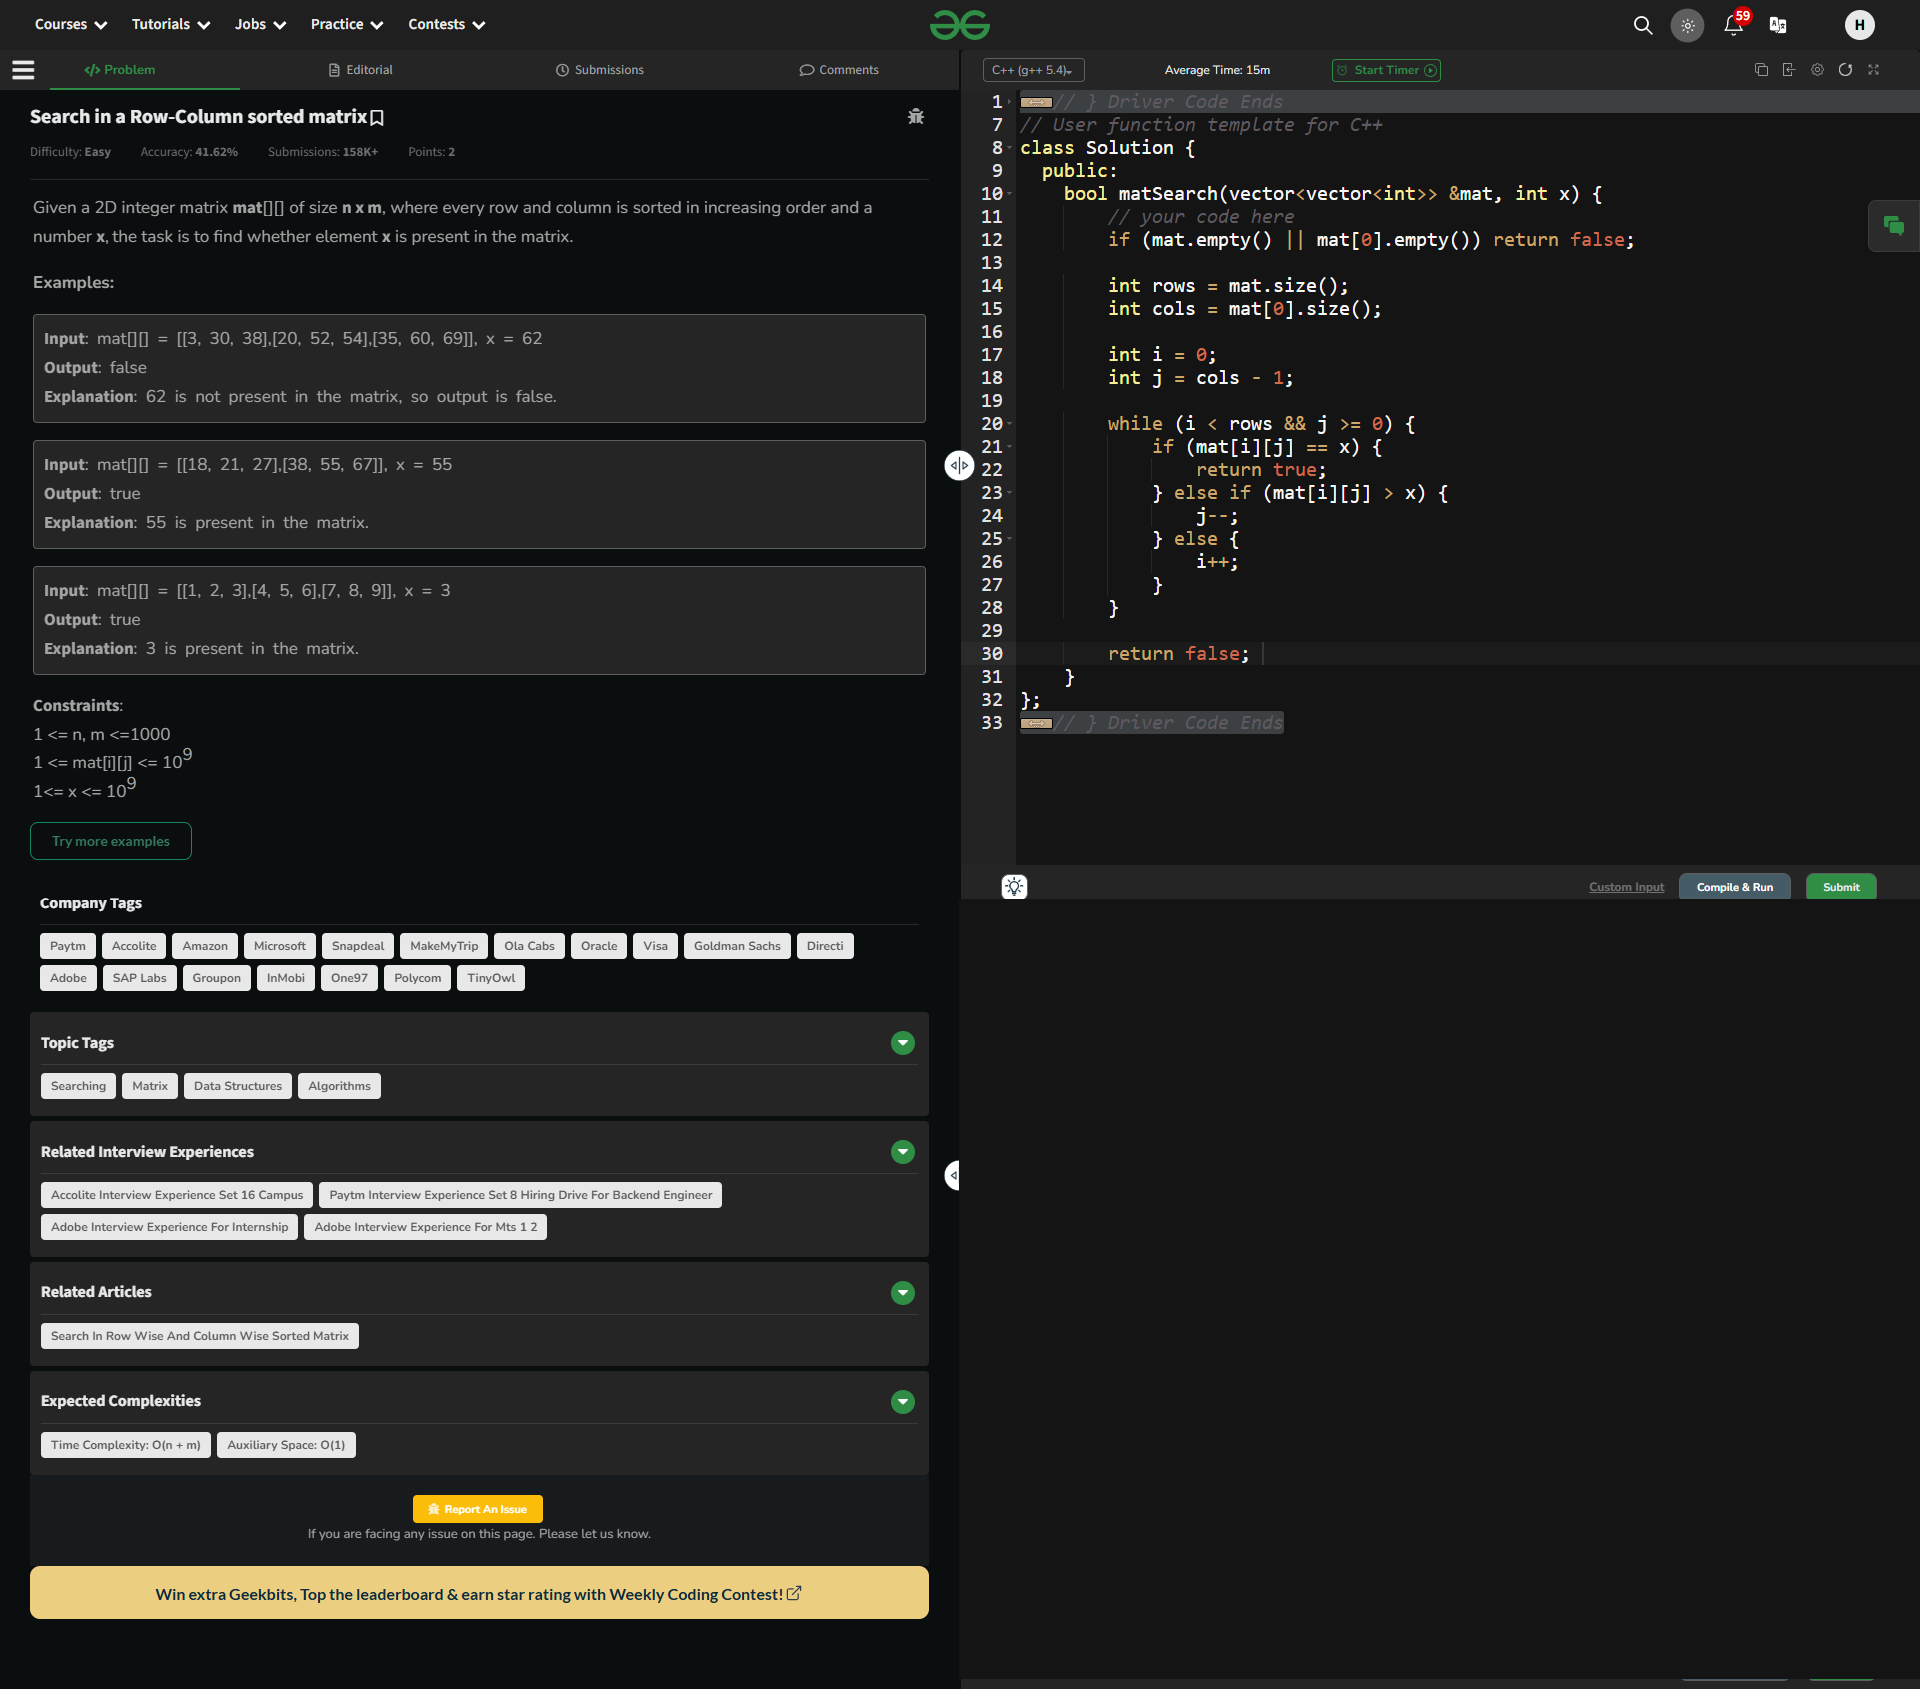 Courses Tutorials Jobs Practice Contests
59
H
Problem Editorial Submissions Comments
Search in a Row-Column sorted matrix
Difficulty: Easy Accuracy: 41.62% Submissions: 158K+ Points: 2
Given a 2D integer matrix mat[][] of size n x m, where every row and column is sorted in increasing order and a
number x, the task is to find whether element x is present in the matrix.
Examples:
Input: mat[][] = [[3, 30, 38],[20, 52, 54],[35, 60, 69]], x = 62
Output: false
Explanation: 62 is not present in the matrix, so output is false.
Input: mat[][] = [[18, 21, 27],[38, 55, 67]], x = 55
Output: true
Explanation: 55 is present in the matrix.
Input: mat[][] = [[1, 2, 3],[4, 5, 6],[7, 8, 9]], x = 3
Output: true
Explanation: 3 is present in the matrix.
Constraints:
1 <= n, m <=1000
1 <= mat[i][j] <= 10^9
1<= x <= 10^9
Try more examples
Company Tags
Paytm Accolite Amazon Microsoft Snapdeal MakeMyTrip Ola Cabs Oracle Visa Goldman Sachs Directi
Adobe SAP Labs Groupon InMobi One97 Polycom TinyOwl
Topic Tags
Searching Matrix Data Structures Algorithms
Related Interview Experiences
Accolite Interview Experience Set 16 Campus Paytm Interview Experience Set 8 Hiring Drive For Backend Engineer
Adobe Interview Experience For Internship Adobe Interview Experience For Mts 1 2
Related Articles
Search In Row Wise And Column Wise Sorted Matrix
Expected Complexities
Time Complexity: O(n + m) Auxiliary Space: O(1)
Report An Issue
If you are facing any issue on this page. Please let us know.
Win extra Geekbits, Top the leaderboard & earn star rating with Weekly Coding Contest!
C++ (g++ 5.4) Average Time: 15m Start Timer
1 // } Driver Code Ends
7 // User function template for C++
8 class Solution {
9 public:
10 bool matSearch(vector<vector<int>> &mat, int x) {
11 // your code here
12 if (mat.empty() || mat[0].empty()) return false;
13
14 int rows = mat.size();
15 int cols = mat[0].size();
16
17 int i = 0;
18 int j = cols - 1;
19
20 while (i < rows && j >= 0) {
21 if (mat[i][j] == x) {
22 return true;
23 } else if (mat[i][j] > x) {
24 j--;
25 } else {
26 i++;
27 }
28 }
29
30 return false;
31 }
32 };
33 // } Driver Code Ends
Custom Input Compile & Run Submit